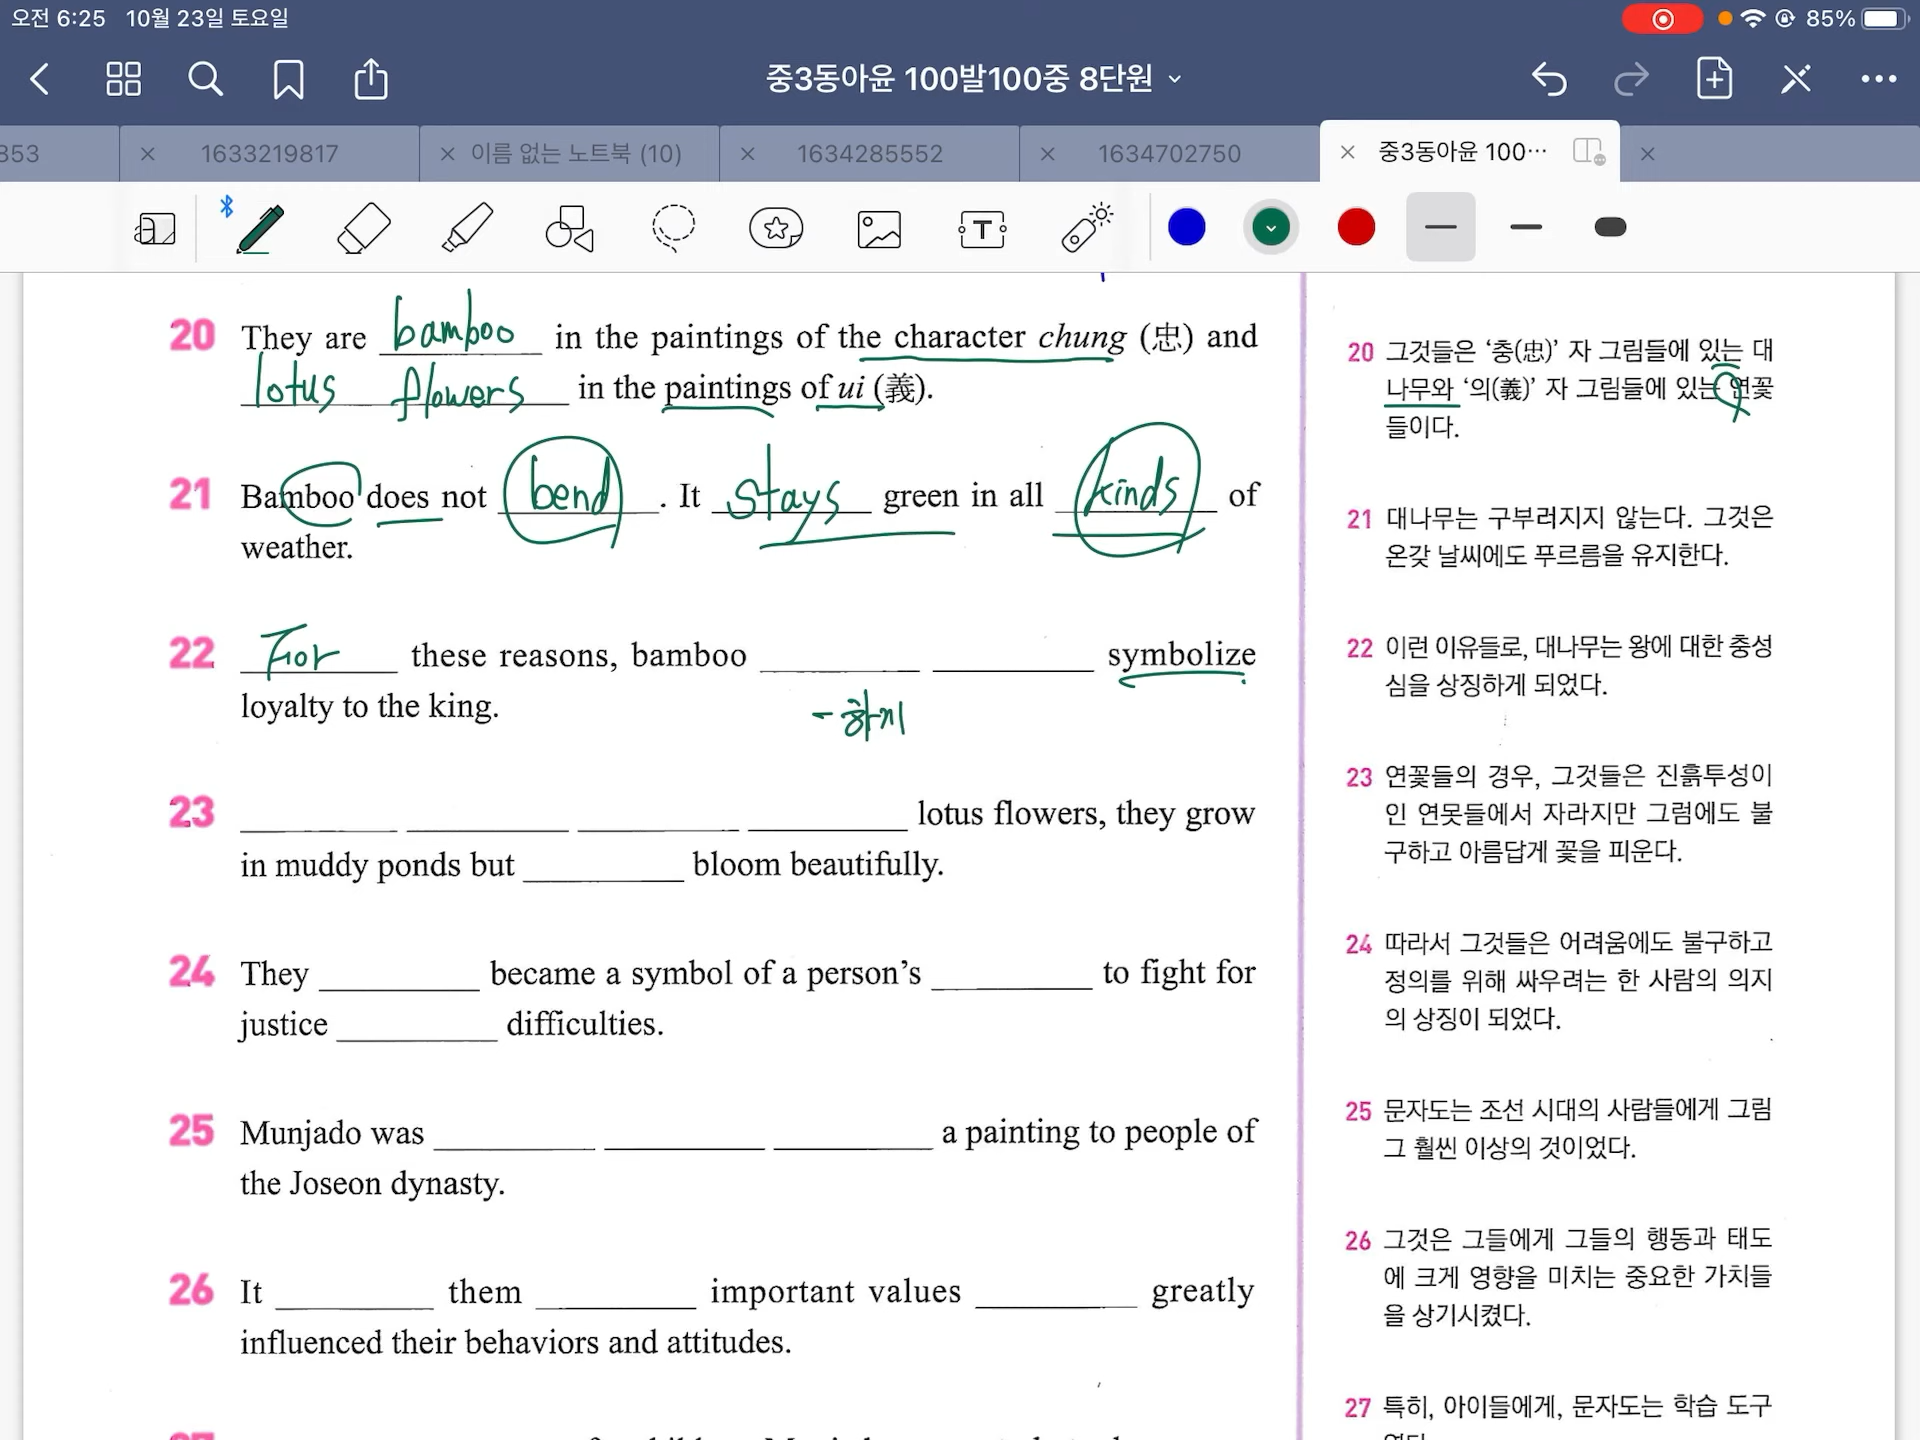 오전 6:25 10월 23일 토요일 85%
중3동아윤 100발100중 8단원
853 1633219817 이름 없는 노트북 (10) 1634285552 1634702750 중3동아윤 100…
20 They are bamboo in the paintings of the character chung (忠) and
lotus flowers in the paintings of ui (義).
21 Bamboo does not bend. It stays green in all kinds of
weather.
22 For these reasons, bamboo ________ ________ symbolize
loyalty to the king.
-하게
23 ________ ________ ________ ________ lotus flowers, they grow
in muddy ponds but ________ bloom beautifully.
24 They ________ became a symbol of a person's ________ to fight for
justice ________ difficulties.
25 Munjado was ________ ________ ________ a painting to people of
the Joseon dynasty.
26 It ________ them ________ important values ________ greatly
influenced their behaviors and attitudes.
20 그것들은 '충(忠)' 자 그림들에 있는 대
나무와 '의(義)' 자 그림들에 있는 연꽃
들이다.
21 대나무는 구부러지지 않는다. 그것은
온갖 날씨에도 푸르름을 유지한다.
22 이런 이유들로, 대나무는 왕에 대한 충성
심을 상징하게 되었다.
23 연꽃들의 경우, 그것들은 진흙투성이
인 연못들에서 자라지만 그럼에도 불
구하고 아름답게 꽃을 피운다.
24 따라서 그것들은 어려움에도 불구하고
정의를 위해 싸우려는 한 사람의 의지
의 상징이 되었다.
25 문자도는 조선 시대의 사람들에게 그림
그 훨씬 이상의 것이었다.
26 그것은 그들에게 그들의 행동과 태도
에 크게 영향을 미치는 중요한 가치들
을 상기시켰다.
27 특히, 아이들에게, 문자도는 학습 도구